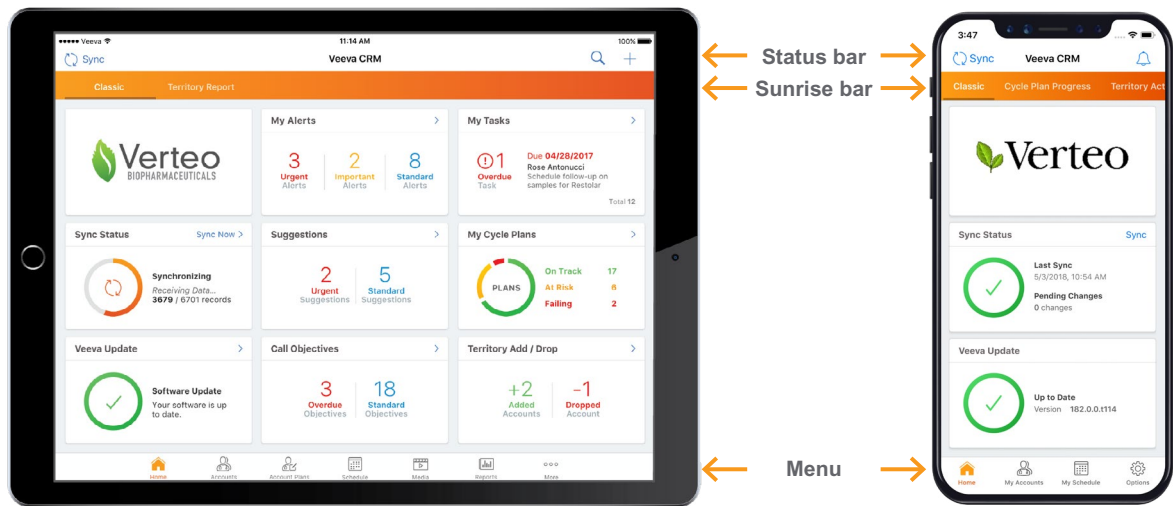 Veeva
11:14 AM
100%
Sync
Veeva CRM
Classic
Territory Report
Verteo
BIOPHARMACEUTICALS
My Alerts
3
Urgent
Alerts
2
Important
Alerts
8
Standard
Alerts
My Tasks
1
Overdue
Task
Due 04/28/2017
Rose Antonucci
Schedule follow-up on
samples for Restolar
Total 12
Sync Status
Sync Now >
Synchronizing
Receiving Data...
3679 / 6701 records
Suggestions
2
Urgent
Suggestions
5
Standard
Suggestions
My Cycle Plans
PLANS
On Track 17
At Risk 6
Failing 2
Veeva Update
Software Update
Your software is up
to date.
Call Objectives
3
Overdue
Objectives
18
Standard
Objectives
Territory Add / Drop
+2
Added
Accounts
-1
Dropped
Account
Home
Accounts
Account Plans
Schedule
Media
Reports
More
Status bar
Sunrise bar
Menu
3:47
Sync
Veeva CRM
Classic
Cycle Plan Progress
Territory Act
Verteo
Sync Status
Sync
Last Sync
5/3/2018, 10:54 AM
Pending Changes
0 changes
Veeva Update
Up to Date
Version 182.0.0.t114
Home
My Accounts
My Schedule
Options